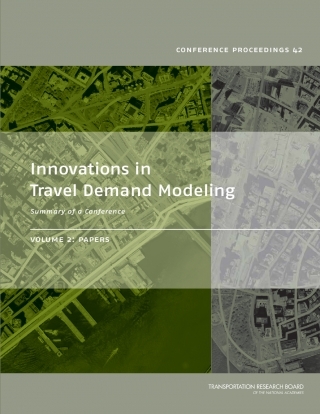 CONFERENCE PROCEEDINGS 42
Innovations in
Travel Demand Modeling
Summary of a Conference
VOLUME 2: PAPERS
TRANSPORTATION RESEARCH BOARD
OF THE NATIONAL ACADEMIES